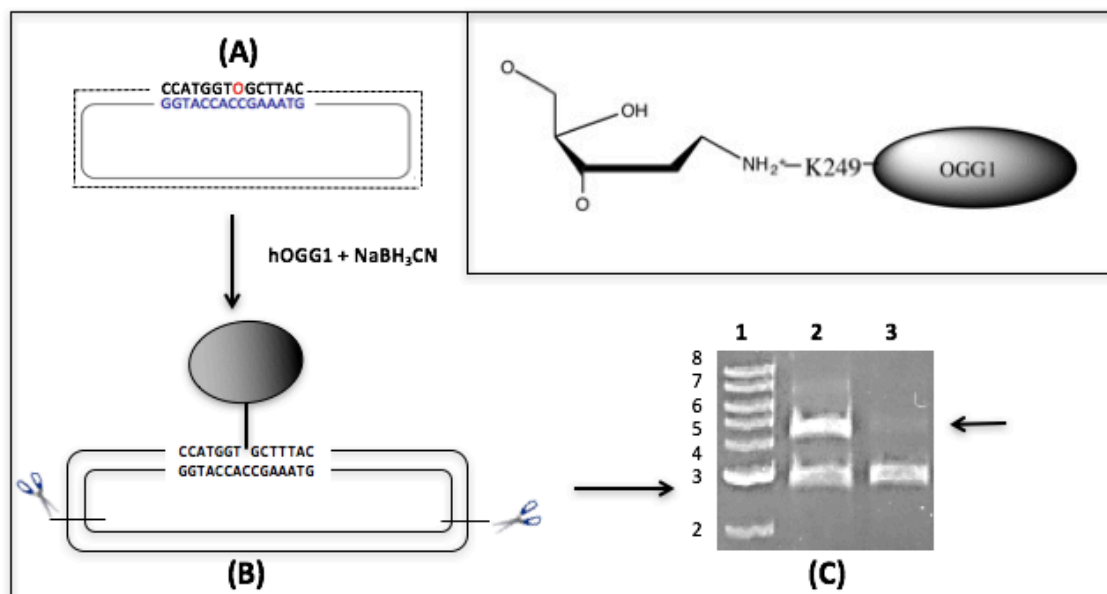 (A)
CCATGGTOGCTTAC
GGTACCACCGAAATG
hOGG1 + NaBH3CN
CCATGGT GCTTTAC
GGTACCACCGAAATG
(B)
O
OH
O
NH2+
K249
OGG1
1 2 3
8
7
6
5
4
3
2
(C)